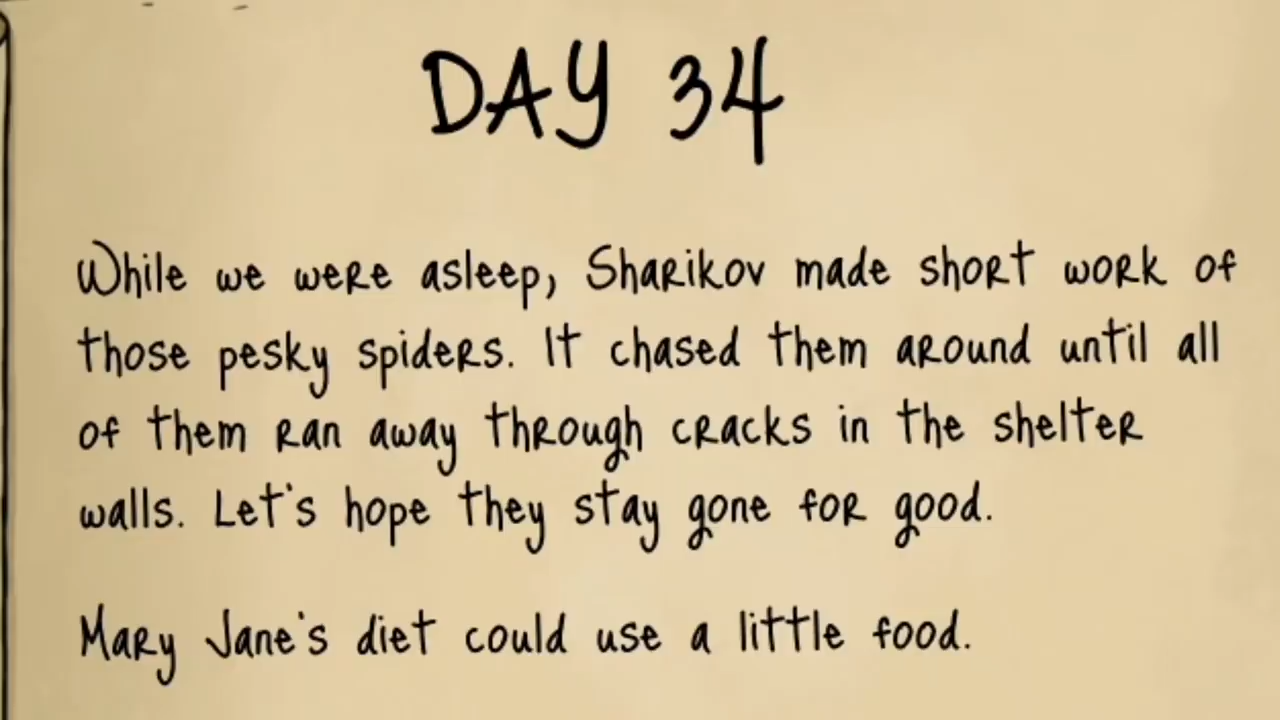 DAY 34
While we were asleep, Sharikov made short work of
those pesky spiders. It chased them around until all
of them ran away through cracks in the shelter
walls. Let's hope they stay gone for good.
Mary Jane's diet could use a little food.